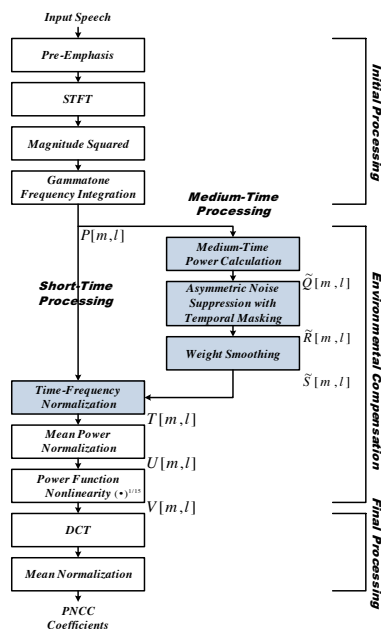 Input Speech
Pre-Emphasis
STFT
Magnitude Squared
Gammatone
Frequency Integration
Initial Processing
Medium-Time
Processing
P[m,l]
Medium-Time
Power Calculation
Q̃[m,l]
Short-Time
Processing
Asymmetric Noise
Suppression with
Temporal Masking
R̃[m,l]
Weight Smoothing
S̃[m,l]
Environmental Compensation
Time-Frequency
Normalization
T[m,l]
Mean Power
Normalization
U[m,l]
Power Function
Nonlinearity (•)^{1/15}
V[m,l]
DCT
Mean Normalization
Final Processing
PNCC
Coefficients